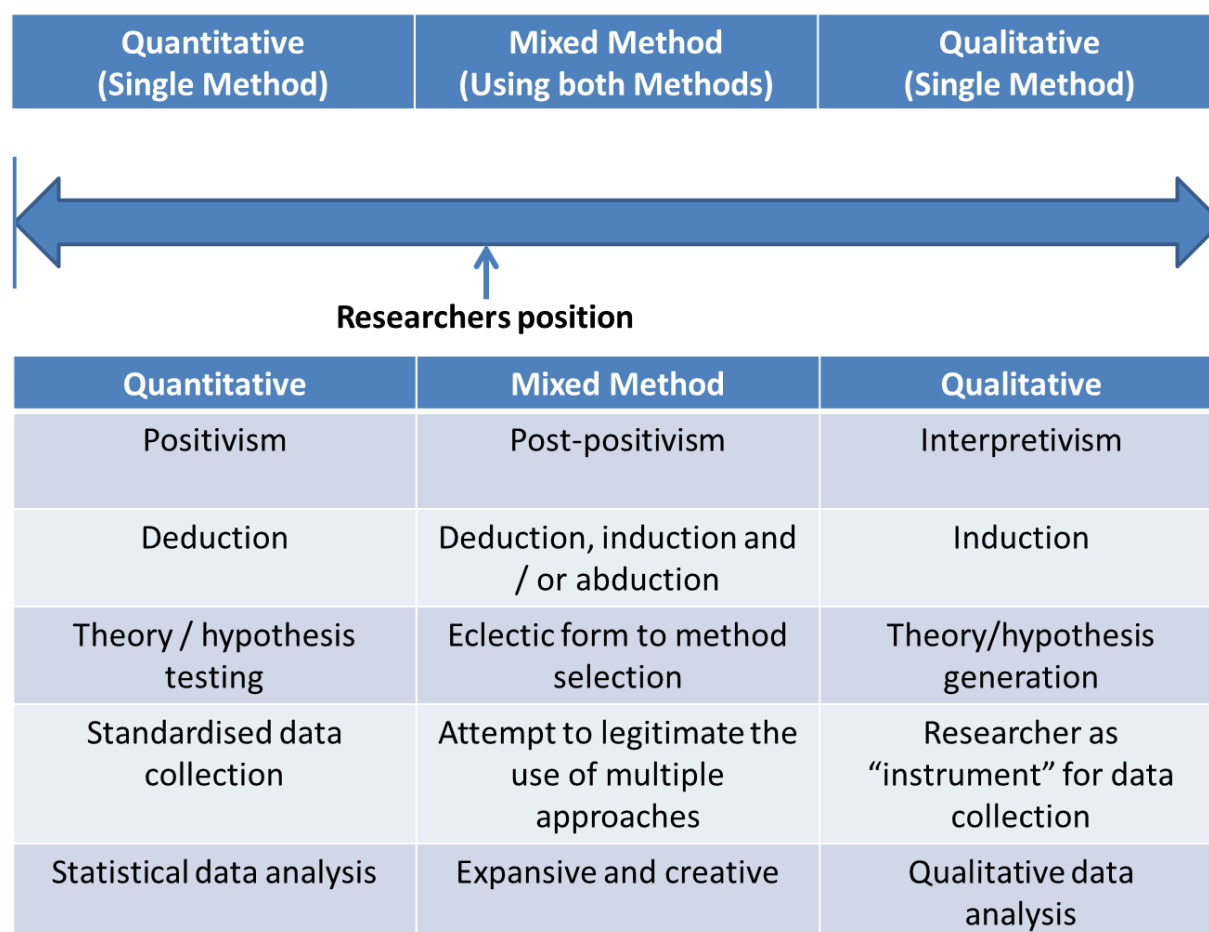 Quantitative
(Single Method)
Mixed Method
(Using both Methods)
Qualitative
(Single Method)
Researchers position
Quantitative
Mixed Method
Qualitative
Positivism
Post-positivism
Interpretivism
Deduction
Deduction, induction and
/ or abduction
Induction
Theory / hypothesis
testing
Eclectic form to method
selection
Theory/hypothesis
generation
Standardised data
collection
Attempt to legitimate the
use of multiple
approaches
Researcher as
“instrument” for data
collection
Statistical data analysis
Expansive and creative
Qualitative data
analysis